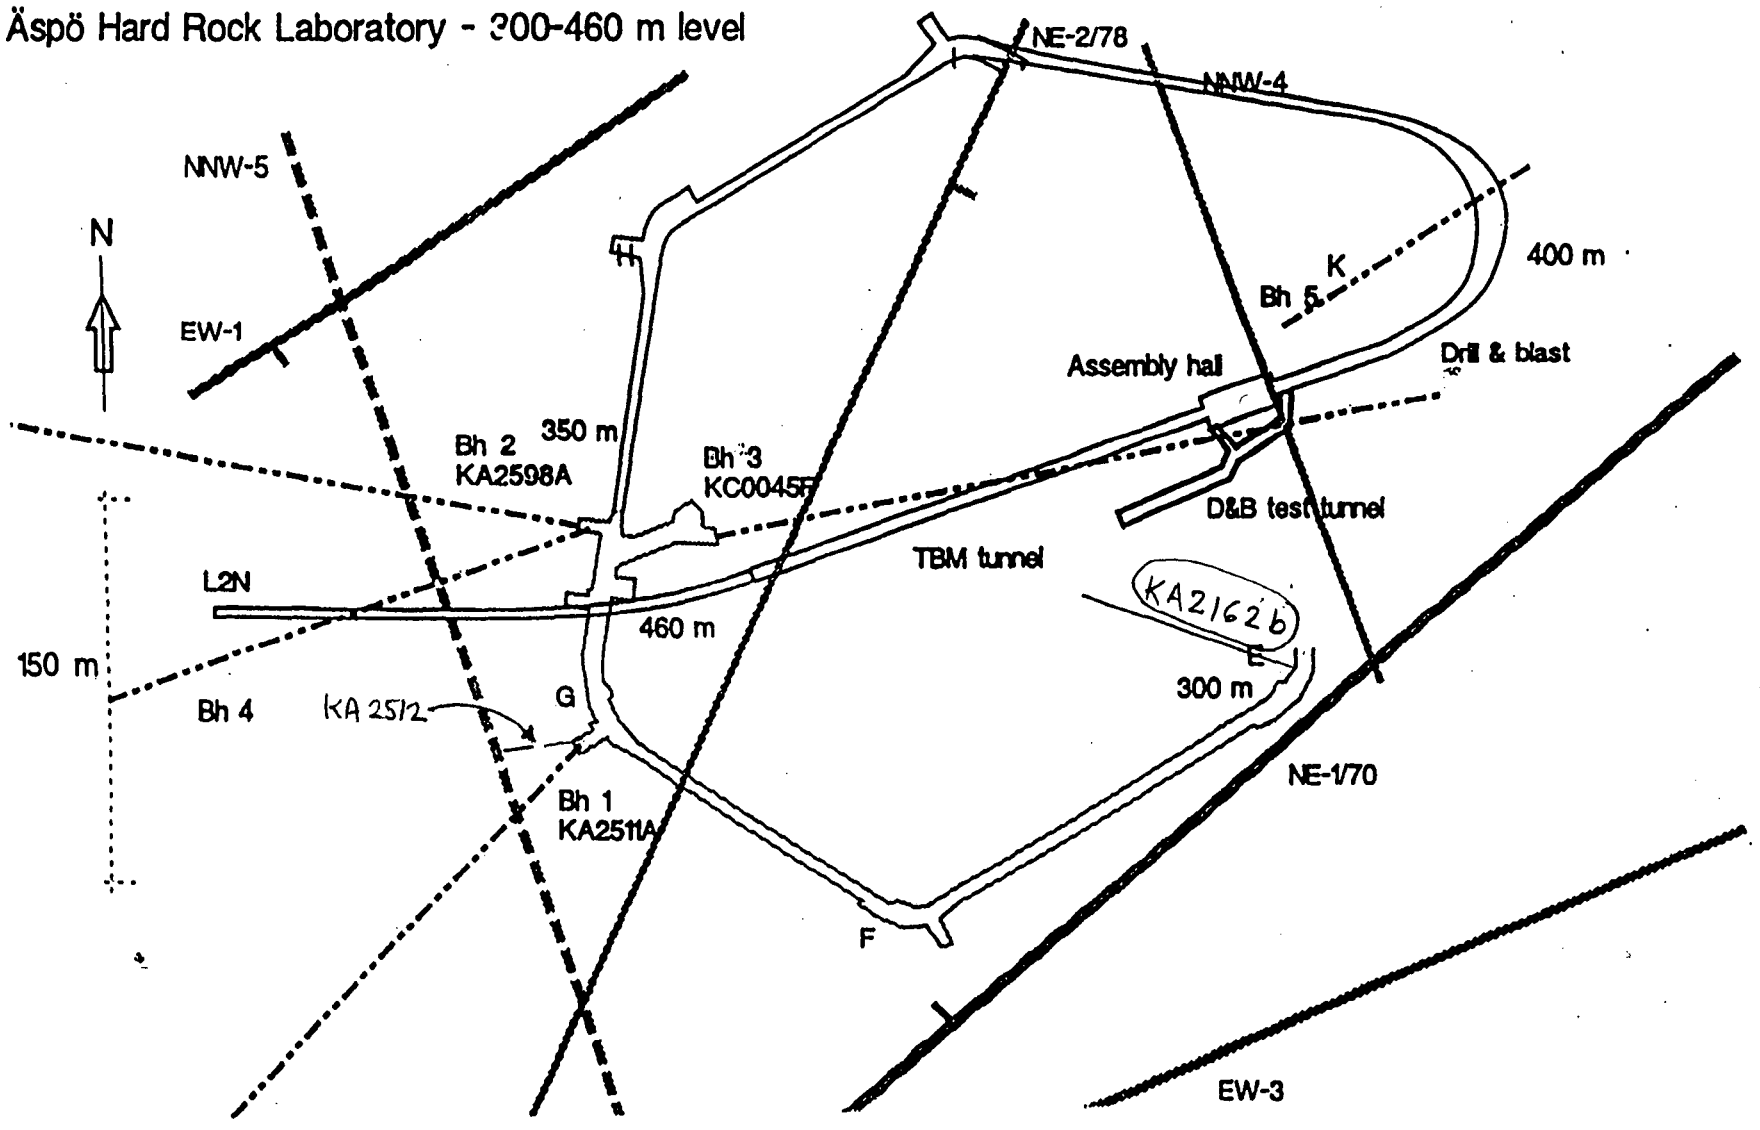 Äspö Hard Rock Laboratory - 300-460 m level
NE-2/78
NNW-4
NNW-5
N
EW-1
400 m
K
Bh 5
Assembly hall
Drill & blast
350 m
Bh 2
KA2598A
Bh 3
KC0045F
D&B test tunnel
TBM tunnel
L2N
KA2162b
460 m
E
150 m
300 m
G
Bh 4
KA2512
NE-1/70
Bh 1
KA2511A
F
EW-3